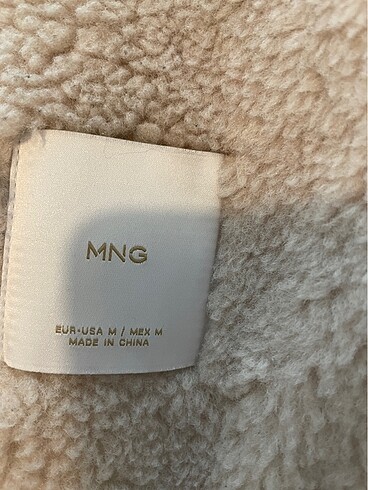 MNG
EUR•USA M / MEX M
MADE IN CHINA